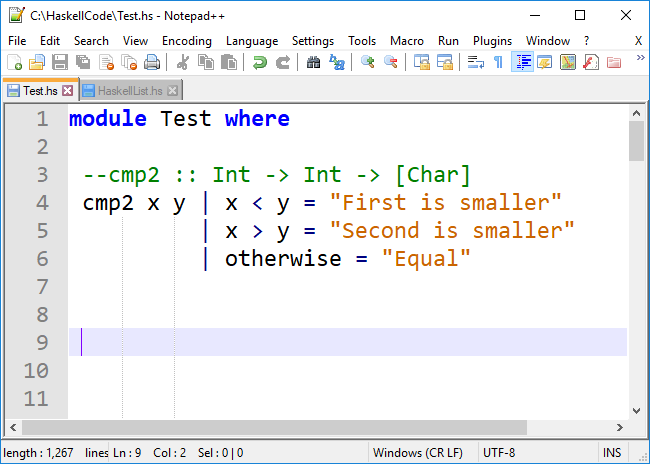 C:\HaskellCode\Test.hs - Notepad++
File Edit Search View Encoding Language Settings Tools Macro Run Plugins Window ? X
Test.hs HaskellList.hs
1 module Test where
2
3 --cmp2 :: Int -> Int -> [Char]
4 cmp2 x y | x < y = "First is smaller"
5 | x > y = "Second is smaller"
6 | otherwise = "Equal"
7
8
9
10
11
length : 1,267 lines Ln : 9 Col : 2 Sel : 0 | 0 Windows (CR LF) UTF-8 INS